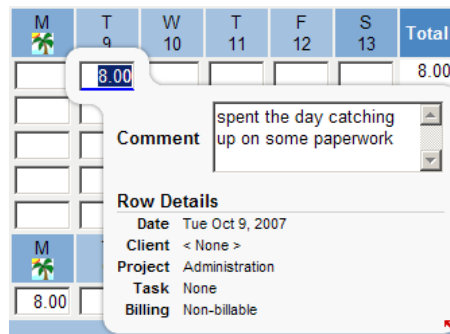 M T W T F S Total
9 10 11 12 13
8.00 8.00
Comment
spent the day catching
up on some paperwork
Row Details
Date Tue Oct 9, 2007
Client < None >
Project Administration
Task None
Billing Non-billable
M
8.00